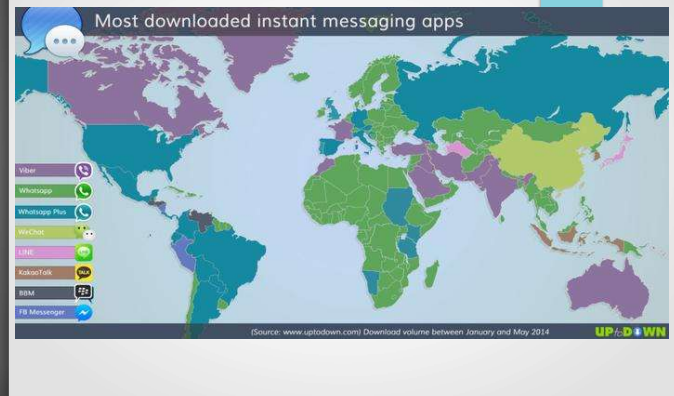 Most downloaded instant messaging apps
Viber
Whatsapp
Whatsapp Plus
WeChat
LINE
KakaoTalk
TALK
BBM
FB Messenger
(Source: www.uptodown.com) Download volume between January and May 2014
UPtoDOWN